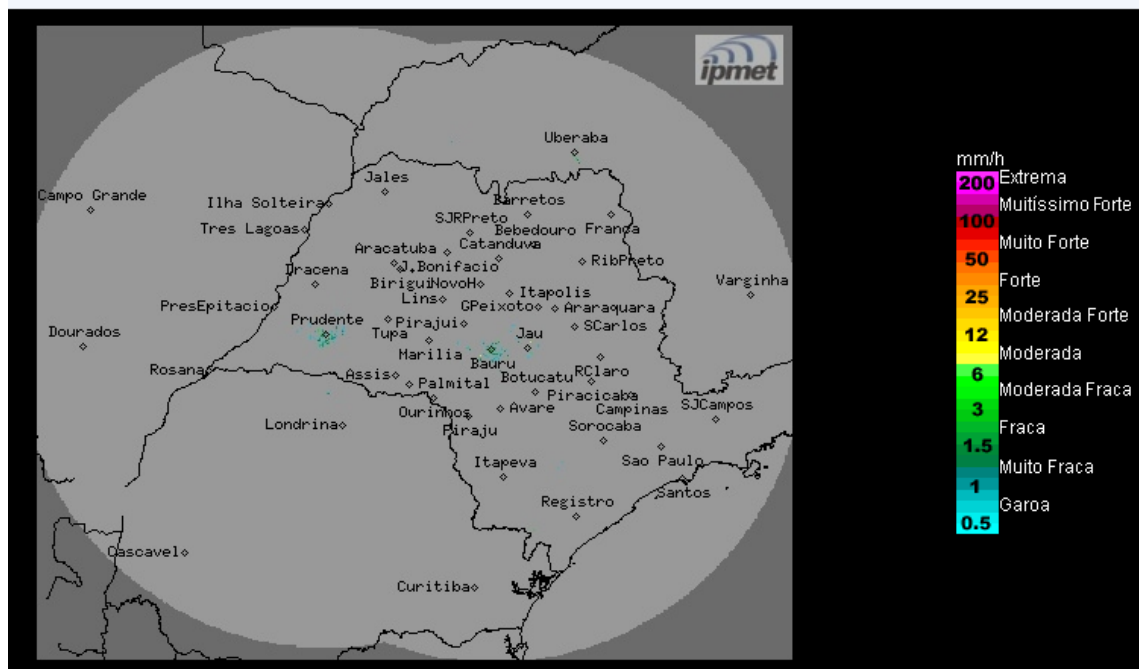 ipmet
Uberaba
Jales
Campo Grande
Ilha Solteira
Barretos
SJRPreto
Tres Lagoas
Bebedouro
Franca
Aracatuba
Catanduva
J.Bonifacio
RibPreto
Dracena
Birigui
NovoH
Varginha
Lins
Itapolis
PresEpitacio
GPeixoto
Araraquara
Prudente
Pirajui
SCarlos
Dourados
Tupa
Jau
Marilia
Bauru
Rosana
Assis
Botucatu
RClaro
Palmital
Piracicaba
Ourinhos
Avare
Campinas
SJCampos
Londrina
Piraju
Sorocaba
Itapeva
Sao Paulo
Santos
Registro
Cascavel
Curitiba
mm/h
200 Extrema
Muitíssimo Forte
100
Muito Forte
50
Forte
25
Moderada Forte
12
Moderada
6
Moderada Fraca
3
Fraca
1.5
Muito Fraca
1
Garoa
0.5